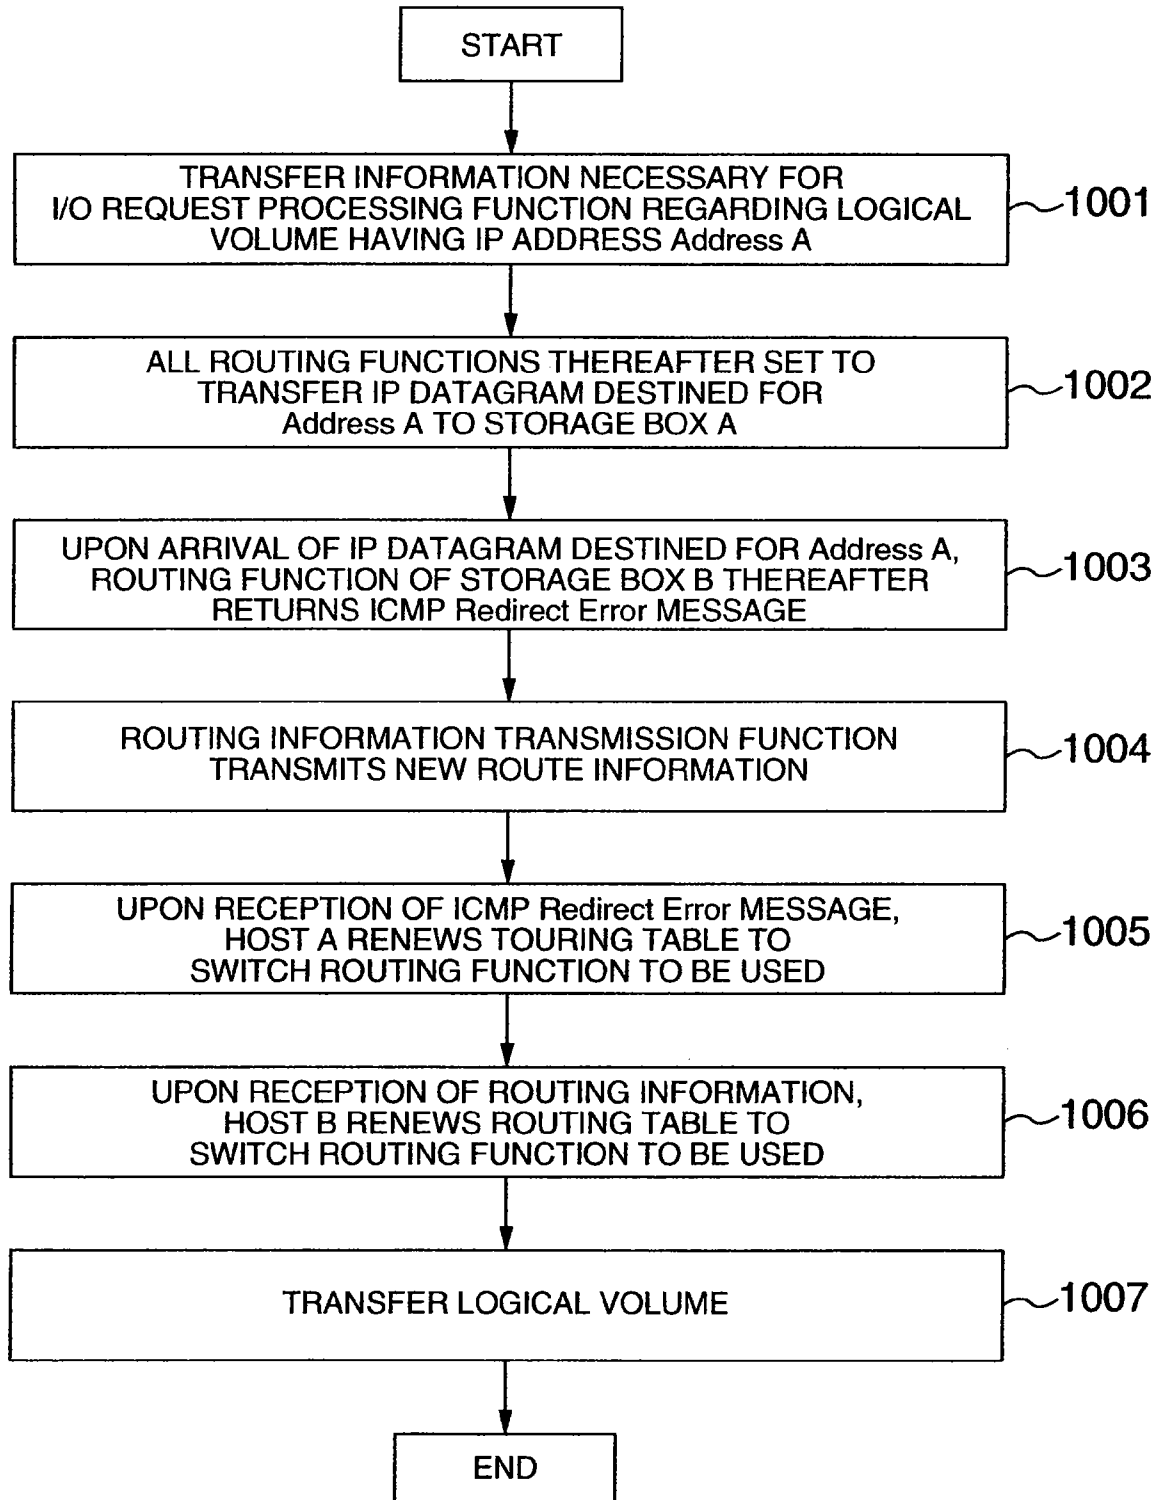 START
TRANSFER INFORMATION NECESSARY FOR
I/O REQUEST PROCESSING FUNCTION REGARDING LOGICAL
VOLUME HAVING IP ADDRESS Address A
1001
ALL ROUTING FUNCTIONS THEREAFTER SET TO
TRANSFER IP DATAGRAM DESTINED FOR
Address A TO STORAGE BOX A
1002
UPON ARRIVAL OF IP DATAGRAM DESTINED FOR Address A,
ROUTING FUNCTION OF STORAGE BOX B THEREAFTER
RETURNS ICMP Redirect Error MESSAGE
1003
ROUTING INFORMATION TRANSMISSION FUNCTION
TRANSMITS NEW ROUTE INFORMATION
1004
UPON RECEPTION OF ICMP Redirect Error MESSAGE,
HOST A RENEWS TOURING TABLE TO
SWITCH ROUTING FUNCTION TO BE USED
1005
UPON RECEPTION OF ROUTING INFORMATION,
HOST B RENEWS ROUTING TABLE TO
SWITCH ROUTING FUNCTION TO BE USED
1006
TRANSFER LOGICAL VOLUME
1007
END